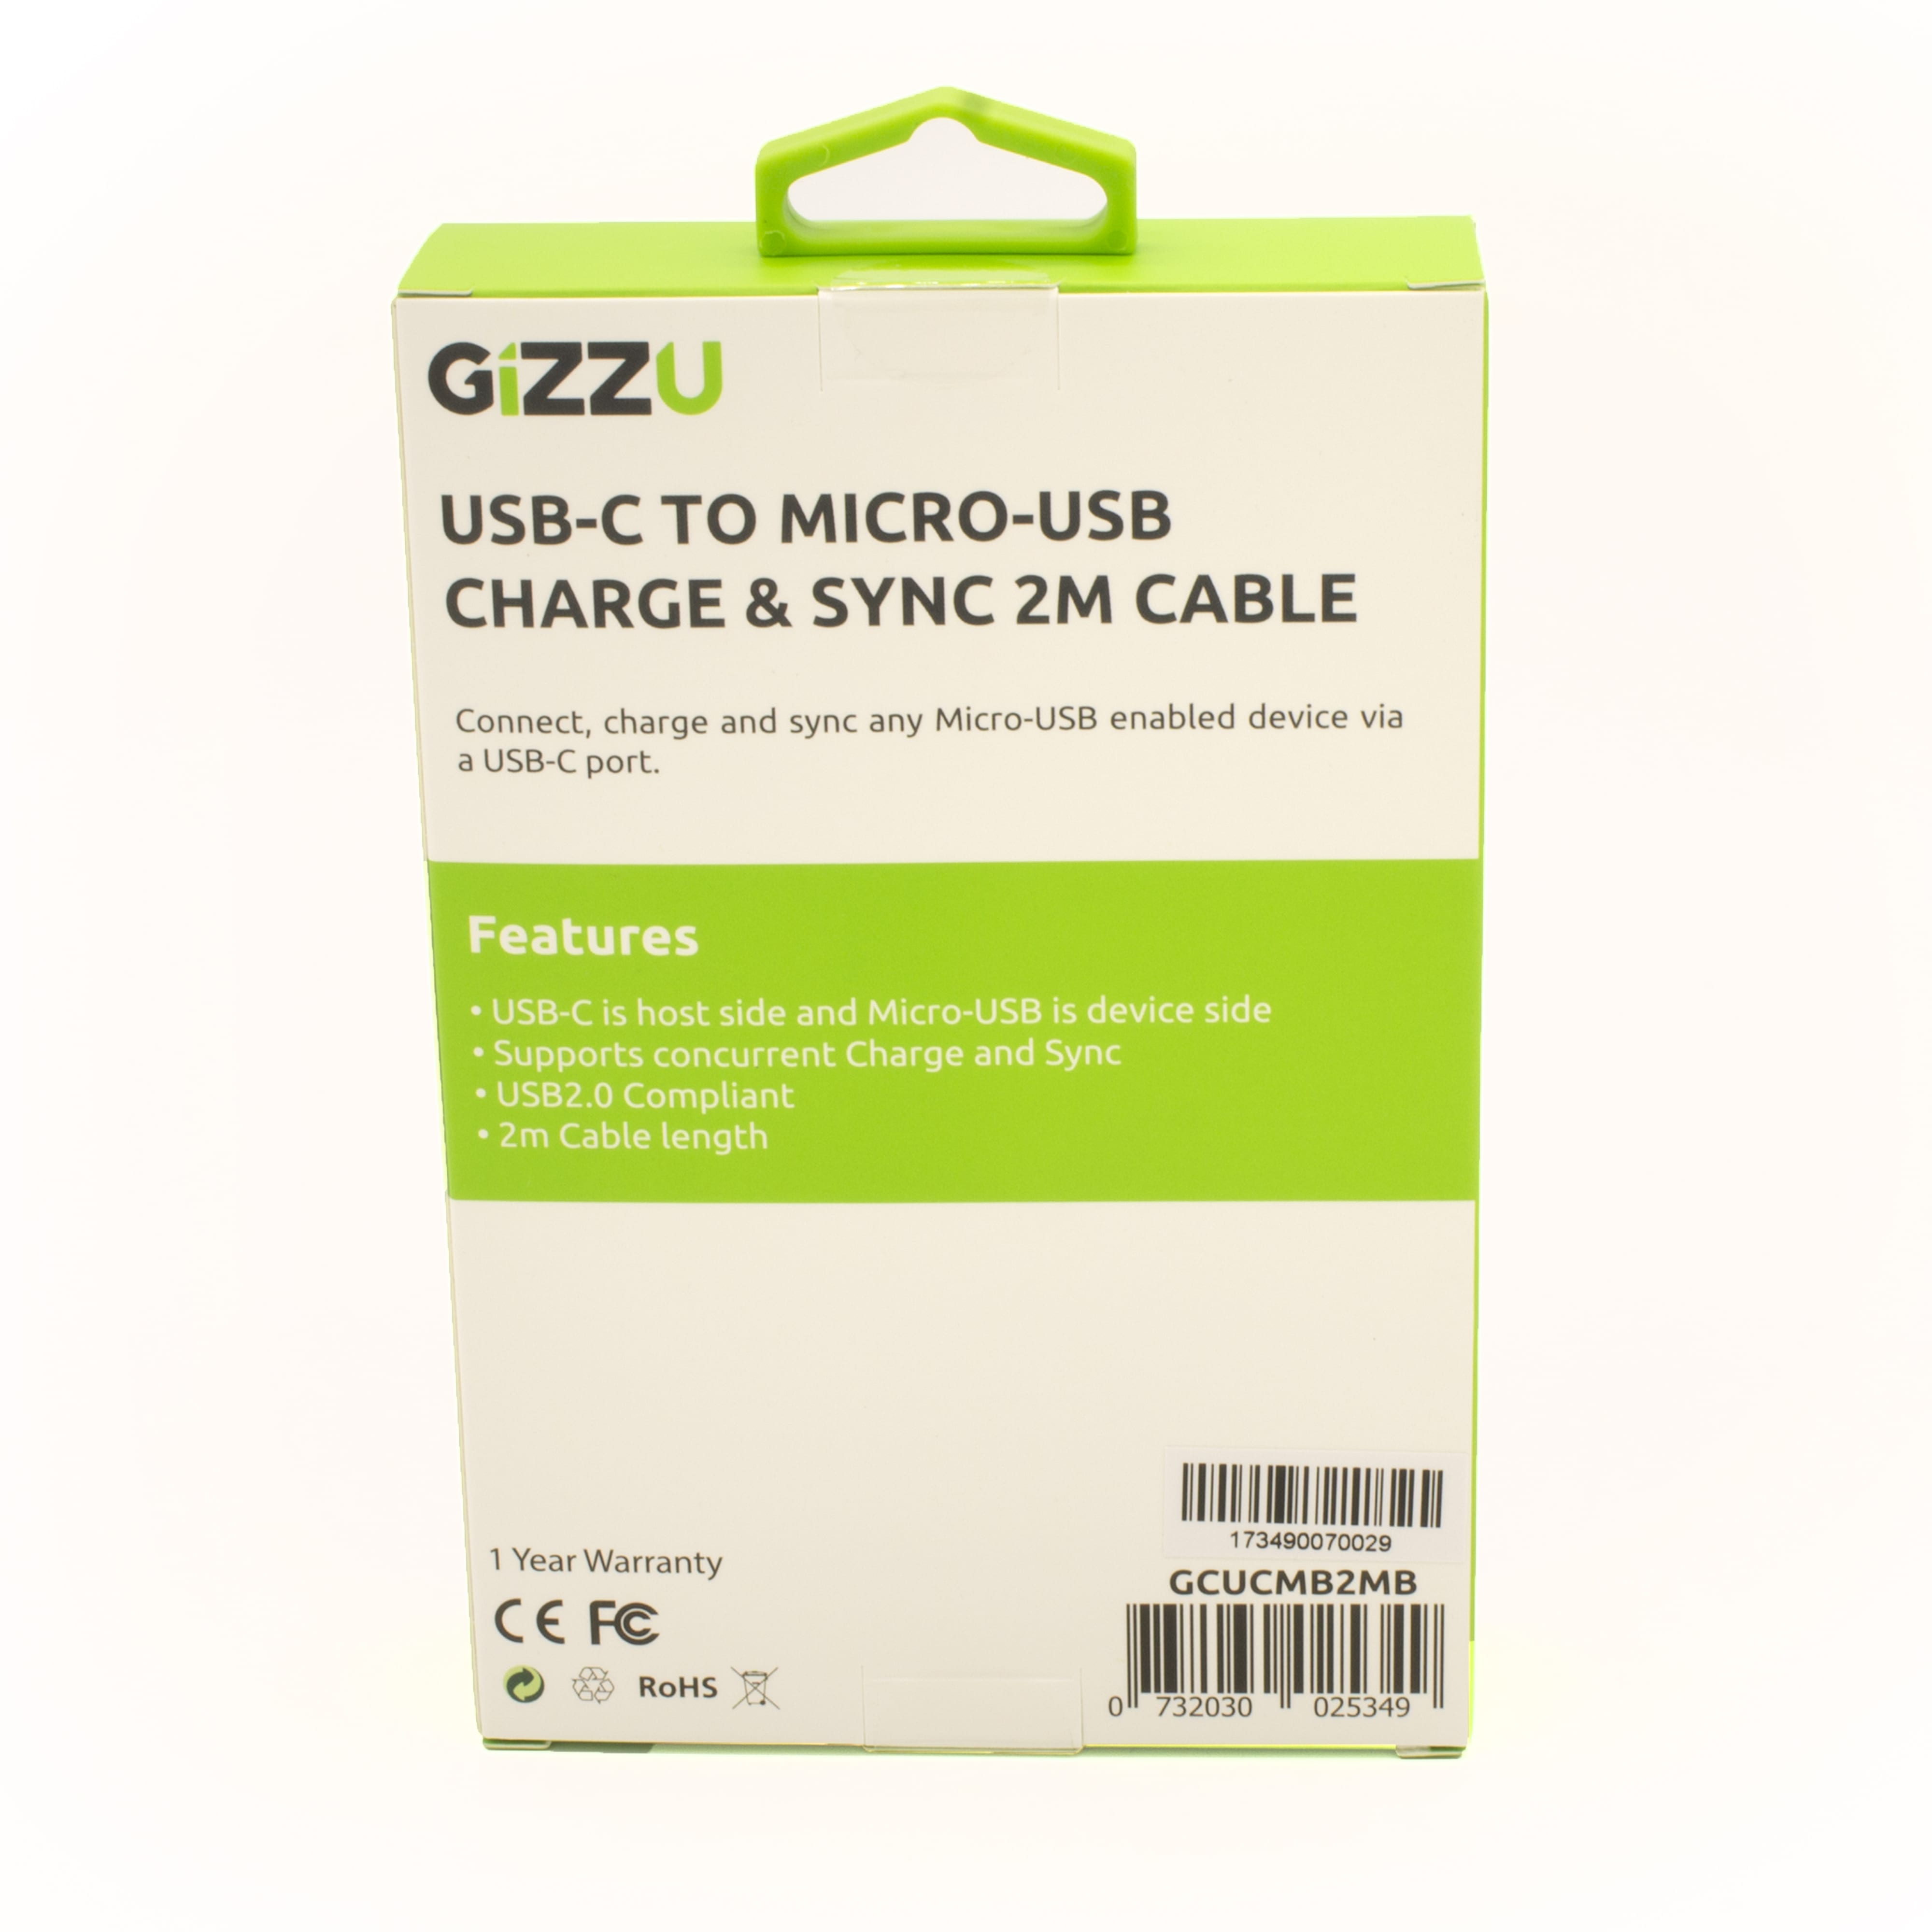 GiZZU
USB-C TO MICRO-USB
CHARGE & SYNC 2M CABLE
Connect, charge and sync any Micro-USB enabled device via
a USB-C port.
Features
• USB-C is host side and Micro-USB is device side
• Supports concurrent Charge and Sync
• USB2.0 Compliant
• 2m Cable length
173490070029
1 Year Warranty
GCUCMB2MB
CE FC
RoHS
0 732030 025349